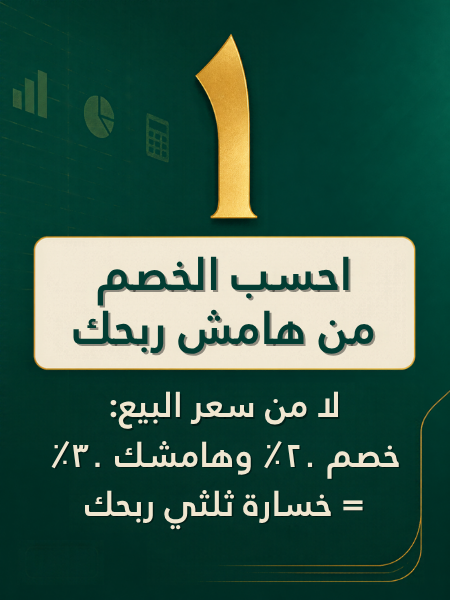 ١
احسب الخصم
من هامش ربحك
لا من سعر البيع:
خصم ٢٠٪ وهامشك ٣٠٪
= خسارة ثلثي ربحك